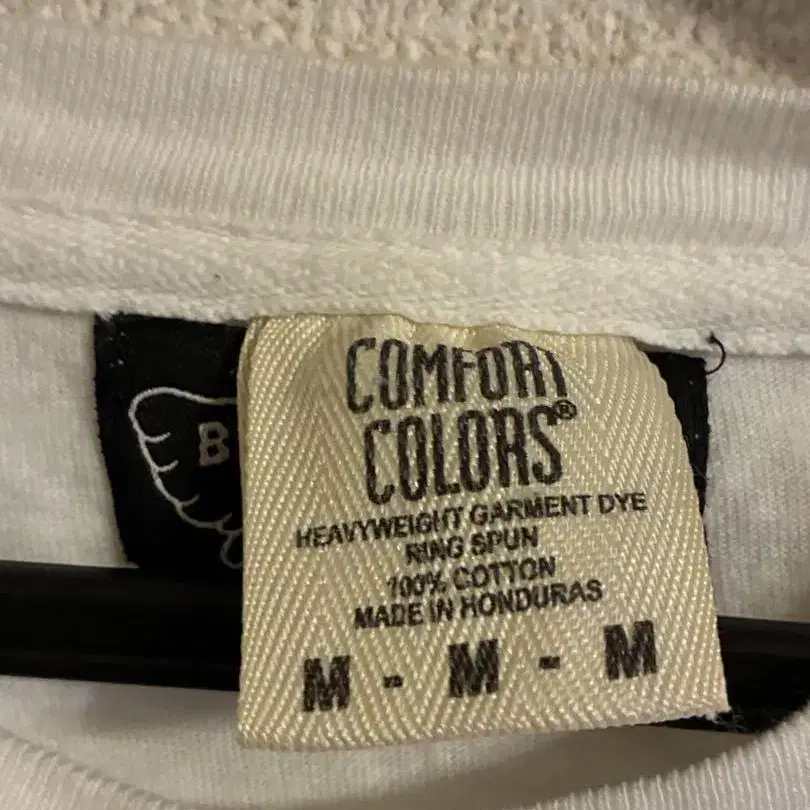 COMFORT
COLORS®
HEAVYWEIGHT GARMENT DYE
RING SPUN
100% COTTON
MADE IN HONDURAS
M - M - M
B